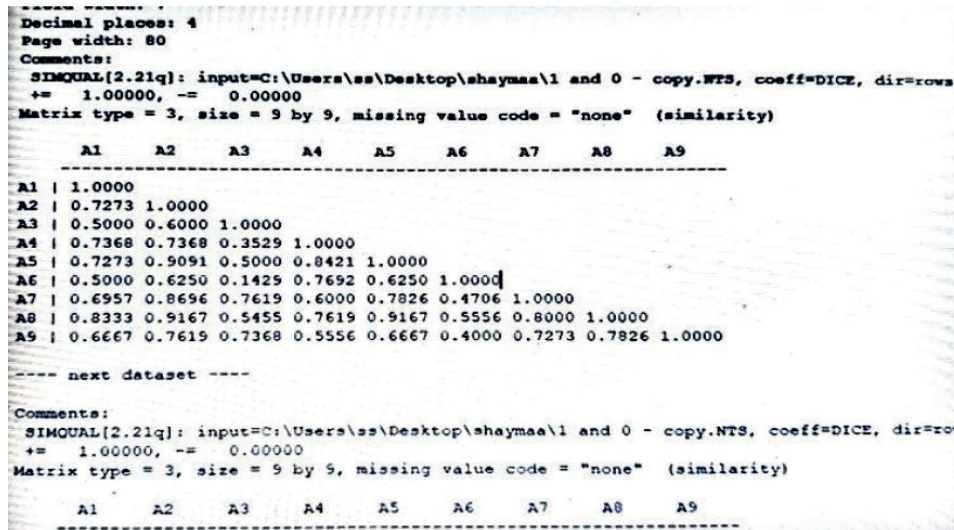 Decimal places: 4
Page width: 80
Comments:
SIMQUAL[2.21q]: input=C:\Users\ss\Desktop\shaymaa\1 and 0 - copy.NTS, coeff=DICE, dir=rows
+= 1.00000, -= 0.00000
Matrix type = 3, size = 9 by 9, missing value code = "none" (similarity)
A1 A2 A3 A4 A5 A6 A7 A8 A9
------------------------------------------------------------------------
A1 | 1.0000
A2 | 0.7273 1.0000
A3 | 0.5000 0.6000 1.0000
A4 | 0.7368 0.7368 0.3529 1.0000
A5 | 0.7273 0.9091 0.5000 0.8421 1.0000
A6 | 0.5000 0.6250 0.1429 0.7692 0.6250 1.0000
A7 | 0.6957 0.8696 0.7619 0.6000 0.7826 0.4706 1.0000
A8 | 0.8333 0.9167 0.5455 0.7619 0.9167 0.5556 0.8000 1.0000
A9 | 0.6667 0.7619 0.7368 0.5556 0.6667 0.4000 0.7273 0.7826 1.0000
---- next dataset ----
Comments:
SIMQUAL[2.21q]: input=C:\Users\ss\Desktop\shaymaa\1 and 0 - copy.NTS, coeff=DICE, dir=ro
+= 1.00000, -= 0.00000
Matrix type = 3, size = 9 by 9, missing value code = "none" (similarity)
A1 A2 A3 A4 A5 A6 A7 A8 A9
------------------------------------------------------------------------